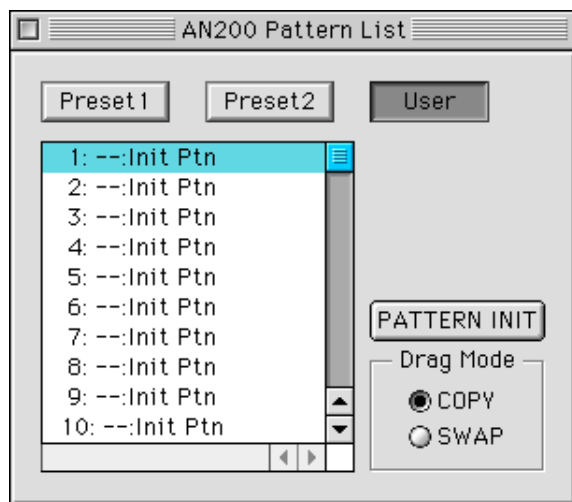 AN200 Pattern List
Preset1 Preset2 User
1: --:Init Ptn
2: --:Init Ptn
3: --:Init Ptn
4: --:Init Ptn
5: --:Init Ptn
6: --:Init Ptn
7: --:Init Ptn
8: --:Init Ptn
9: --:Init Ptn
10: --:Init Ptn
PATTERN INIT
Drag Mode
COPY
SWAP